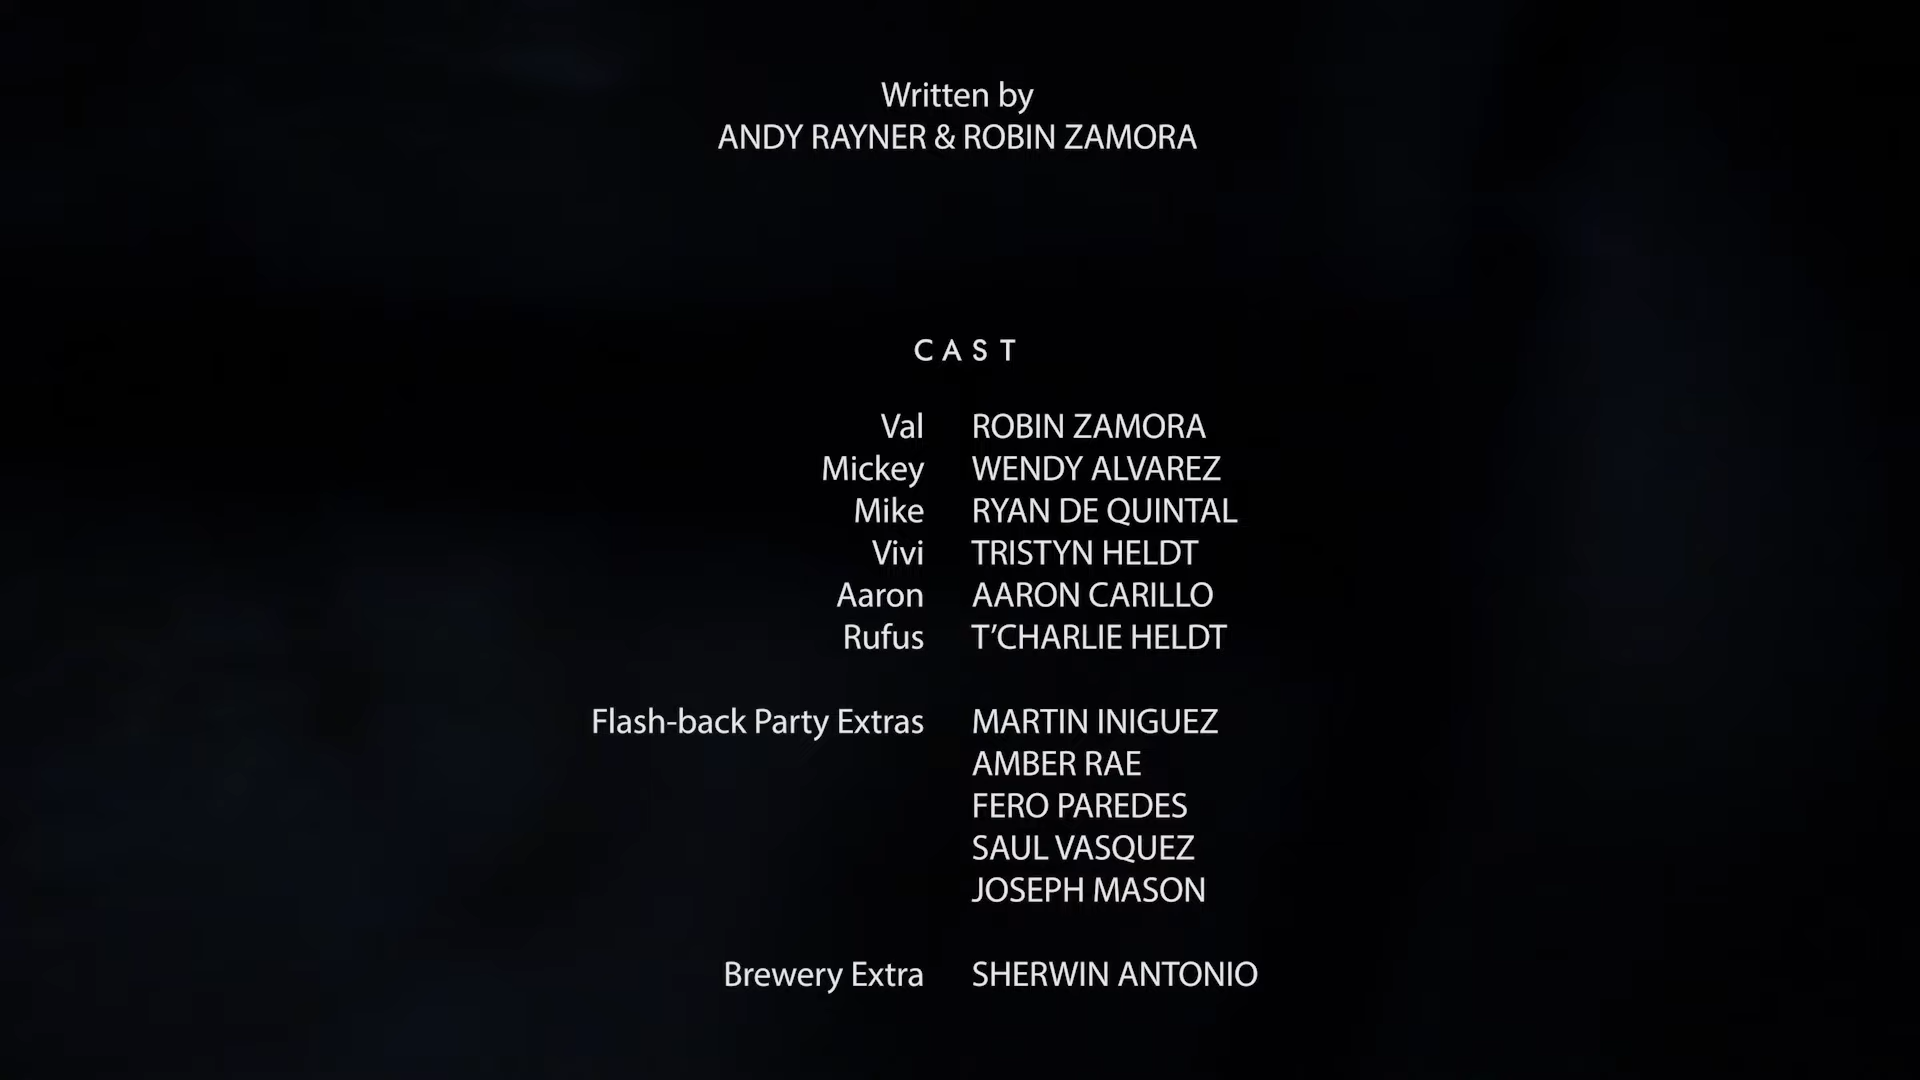 Written by
ANDY RAYNER & ROBIN ZAMORA
CAST
Val ROBIN ZAMORA
Mickey WENDY ALVAREZ
Mike RYAN DE QUINTAL
Vivi TRISTYN HELDT
Aaron AARON CARILLO
Rufus T’CHARLIE HELDT
Flash-back Party Extras MARTIN INIGUEZ
AMBER RAE
FERO PAREDES
SAUL VASQUEZ
JOSEPH MASON
Brewery Extra SHERWIN ANTONIO